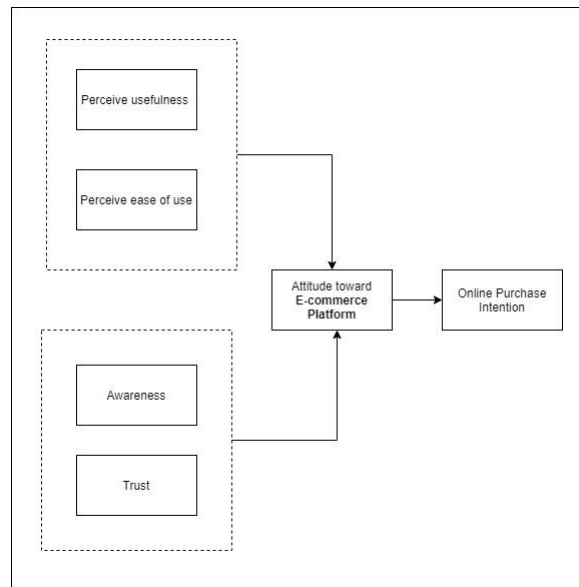 Perceive usefulness
Perceive ease of use
Attitude toward
E-commerce
Platform
Online Purchase
Intention
Awareness
Trust